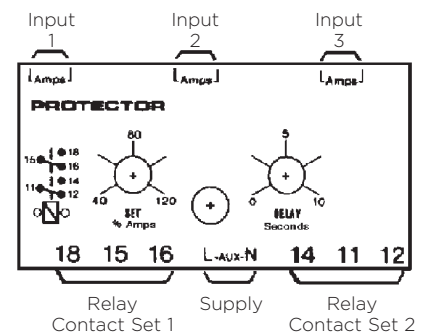 Input Input Input
1 2 3
Amps Amps Amps
PROTECTOR
80 5
15 18
16
14
11 12
40 120 0 10
SET DELAY
% Amps Seconds
18 15 16 L-AUX-N 14 11 12
Relay Supply Relay
Contact Set 1 Contact Set 2